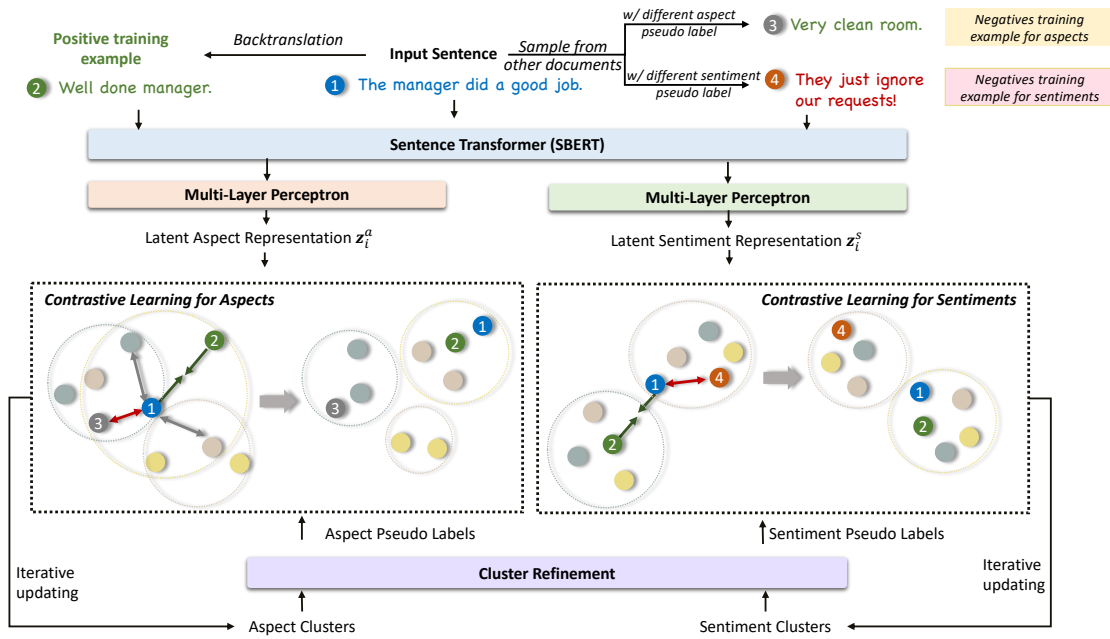 Positive training
example
Backtranslation
Input Sentence
Sample from
other documents
w/ different aspect
pseudo label
3 Very clean room.
Negatives training
example for aspects
2 Well done manager.
1 The manager did a good job.
w/ different sentiment
pseudo label
4 They just ignore
our requests!
Negatives training
example for sentiments
Sentence Transformer (SBERT)
Multi-Layer Perceptron
Multi-Layer Perceptron
Latent Aspect Representation z_i^a
Latent Sentiment Representation z_i^s
Contrastive Learning for Aspects
2
1
3
1
2
3
Contrastive Learning for Sentiments
1
4
2
4
1
2
Aspect Pseudo Labels
Sentiment Pseudo Labels
Iterative
updating
Cluster Refinement
Iterative
updating
Aspect Clusters
Sentiment Clusters